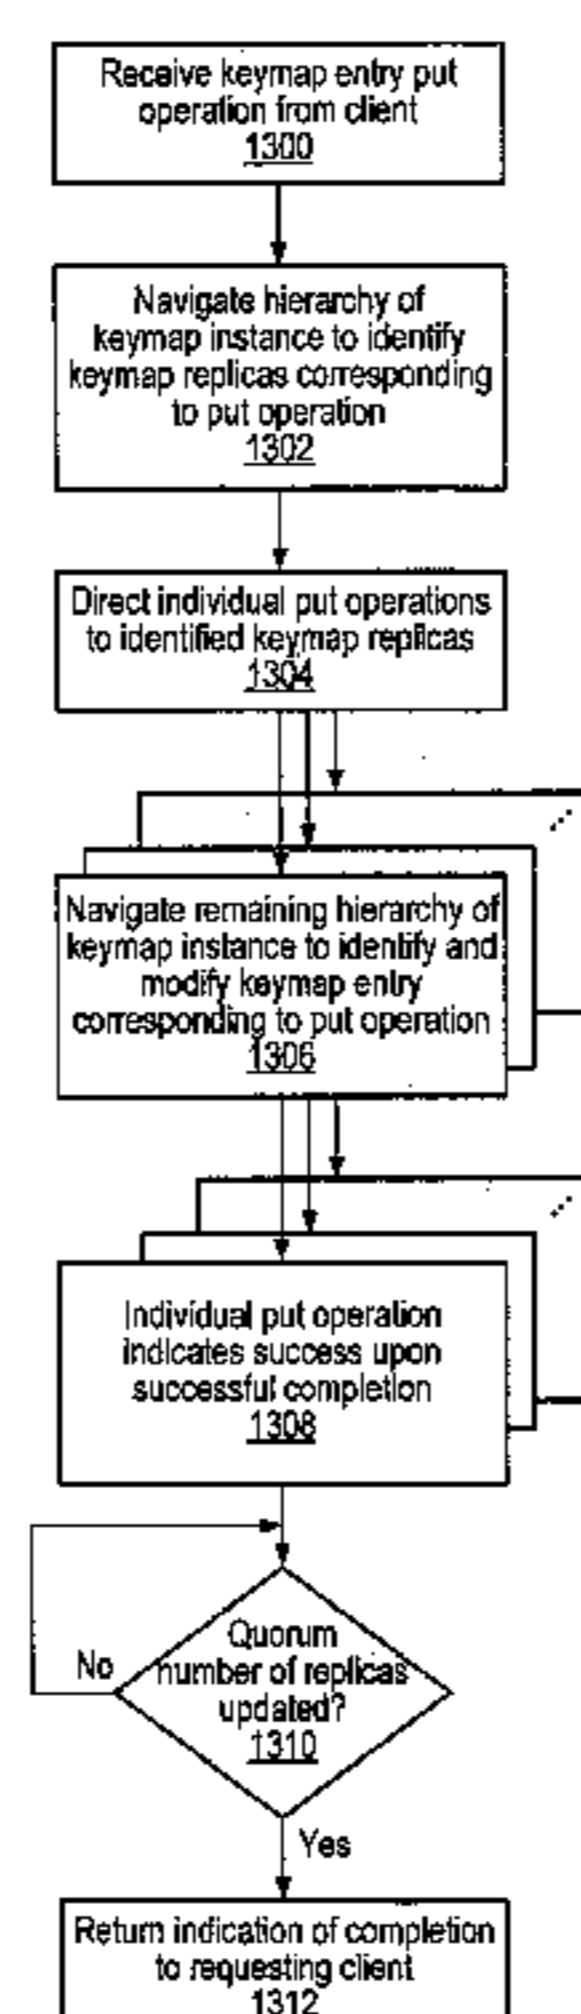 Receive keymap entry put
operation from client
1300
Navigate hierarchy of
keymap instance to identify
keymap replicas corresponding
to put operation
1302
Direct individual put operations
to identified keymap replicas
1304
Navigate remaining hierarchy of
keymap instance to identify and
modify keymap entry
corresponding to put operation
1306
Individual put operation
indicates success upon
successful completion
1308
Quorum
number of replicas
updated?
1310
No
Yes
Return indication of completion
to requesting client
1312